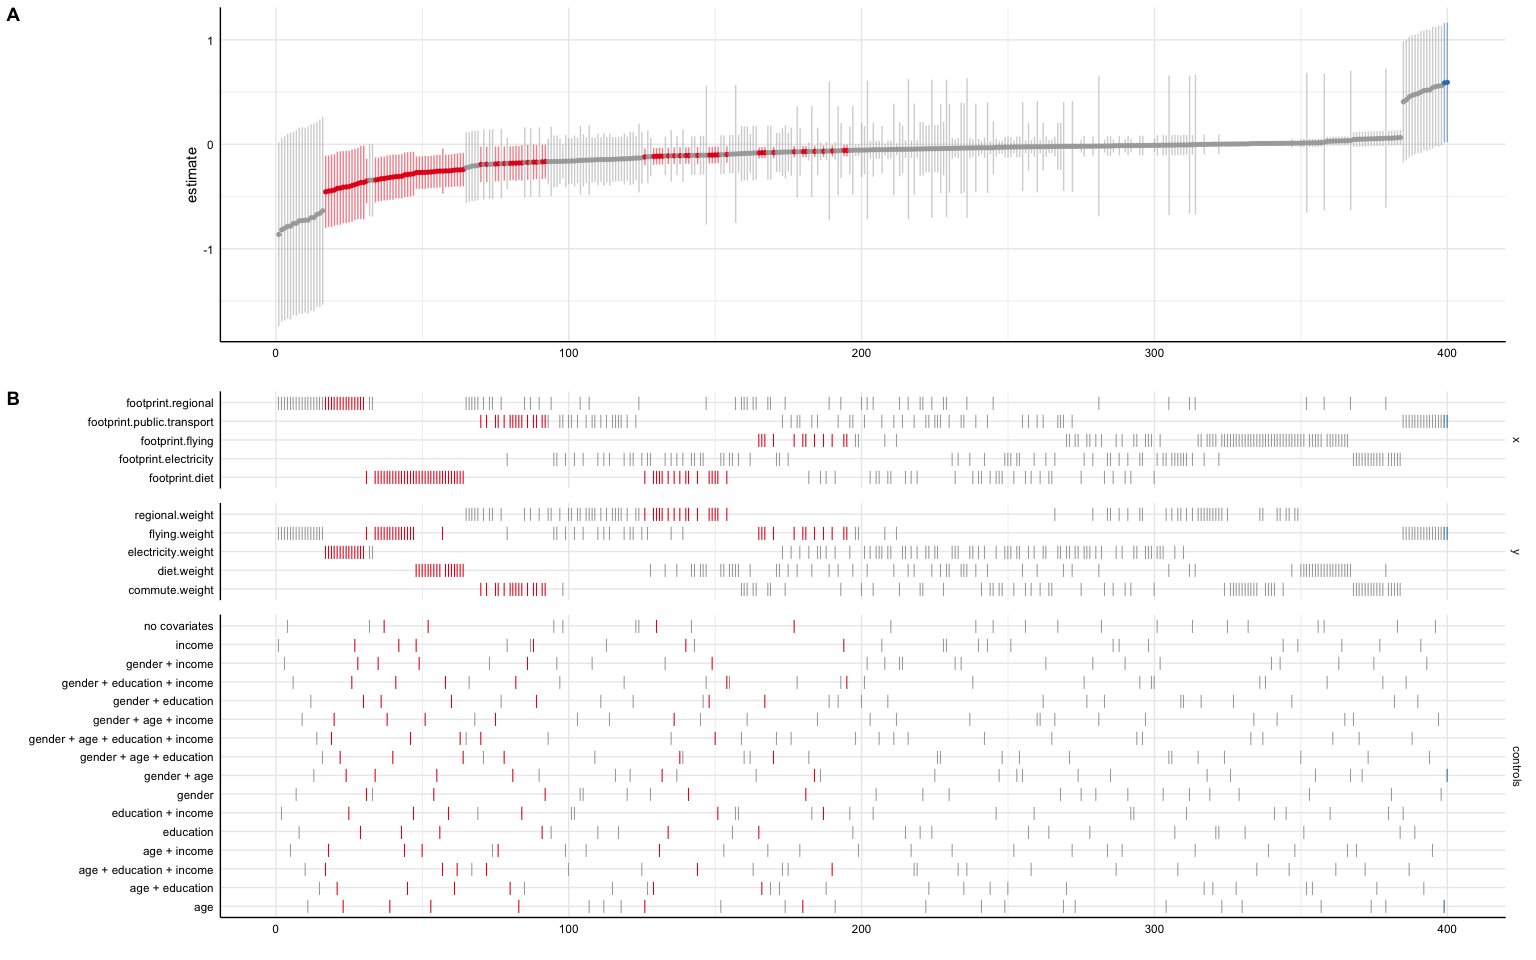 A
1
0
-1
estimate
0 100 200 300 400
B
footprint.regional
footprint.public.transport
footprint.flying
footprint.electricity
footprint.diet
x
regional.weight
flying.weight
electricity.weight
diet.weight
commute.weight
y
no covariates
income
gender + income
gender + education + income
gender + education
gender + age + income
gender + age + education + income
gender + age + education
gender + age
gender
education + income
education
age + income
age + education + income
age + education
age
controls
0 100 200 300 400